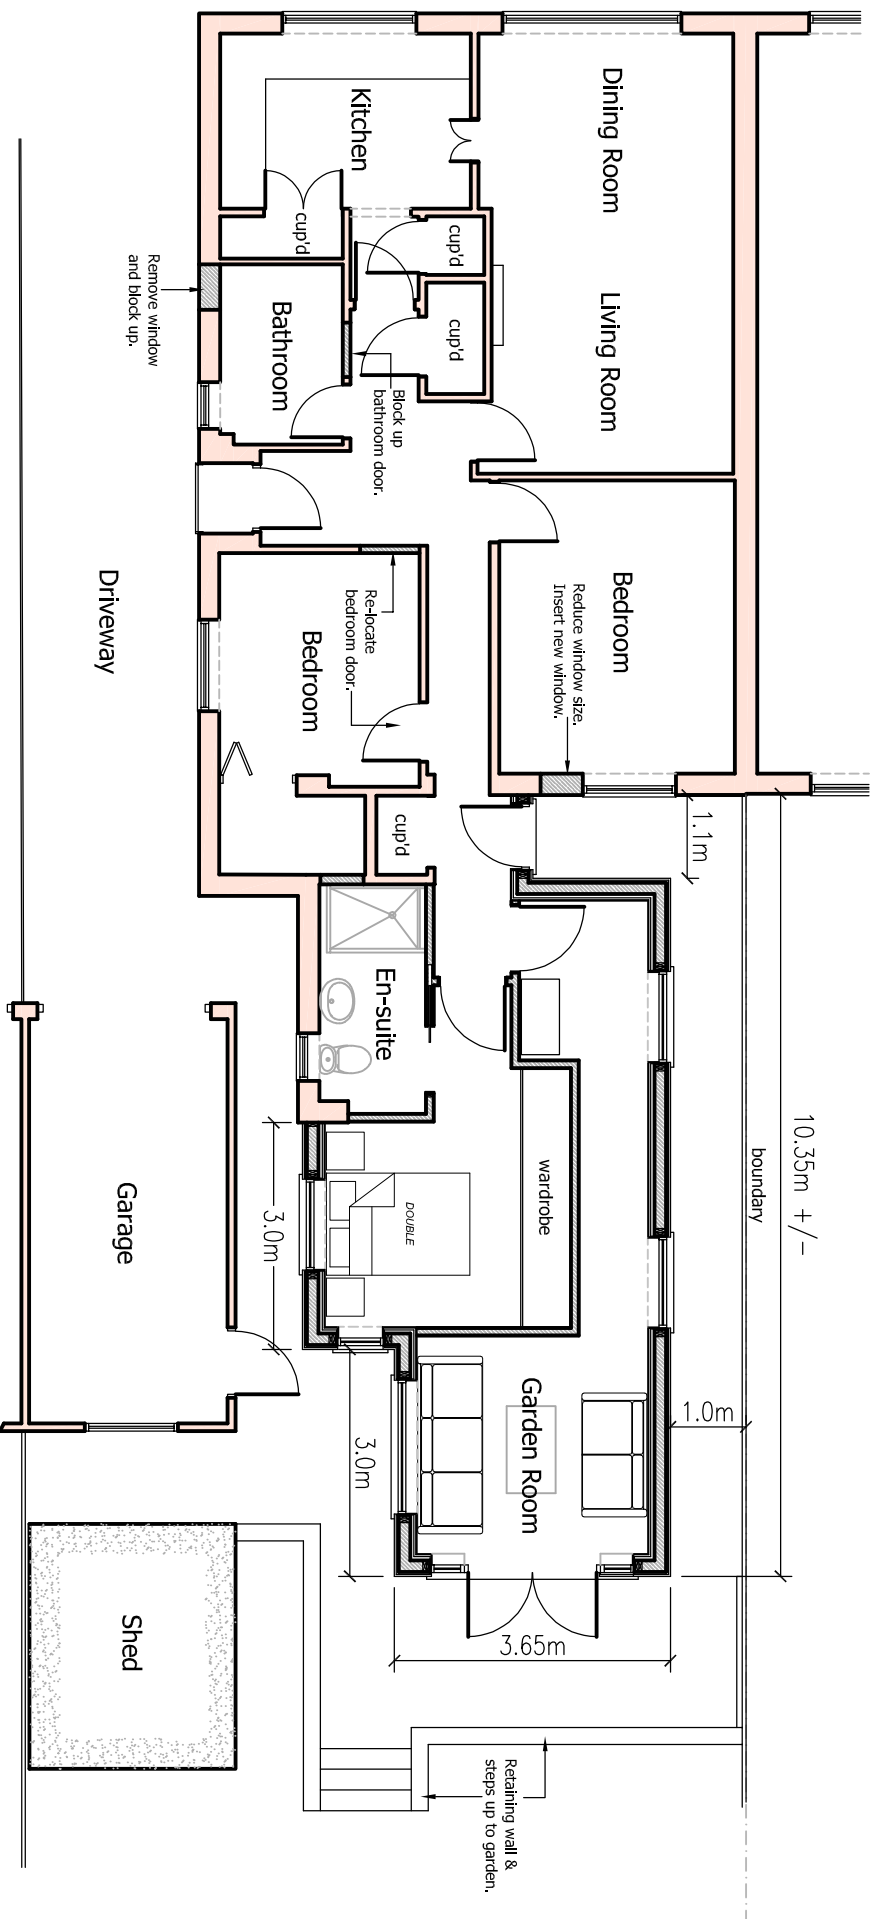 Dining Room
Living Room
Kitchen
cup'd
cup'd
cup'd
Bathroom
Remove window
and block up.
Block up
bathroom door.
Bedroom
Reduce window size.
Insert new window.
Re-locate
bedroom door.
Bedroom
Driveway
cup'd
1.1m
En-suite
10.35m +/-
boundary
wardrobe
DOUBLE
3.0m
Garage
Garden Room
1.0m
3.0m
3.65m
Shed
Retaining wall &
steps up to garden.